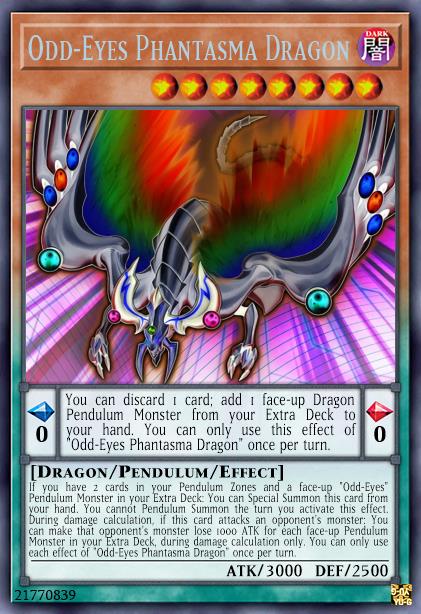 Odd-Eyes Phantasma Dragon
DARK
闇
You can discard 1 card; add 1 face-up Dragon
Pendulum Monster from your Extra Deck to
your hand. You can only use this effect of
"Odd-Eyes Phantasma Dragon" once per turn.
0
0
[Dragon/Pendulum/Effect]
If you have 2 cards in your Pendulum Zones and a face-up "Odd-Eyes"
Pendulum Monster in your Extra Deck: You can Special Summon this card from
your hand. You cannot Pendulum Summon the turn you activate this effect.
During damage calculation, if this card attacks an opponent's monster: You
can make that opponent's monster lose 1000 ATK for each face-up Pendulum
Monster in your Extra Deck, during damage calculation only. You can only use
each effect of "Odd-Eyes Phantasma Dragon" once per turn.
ATK/3000 DEF/2500
21770839